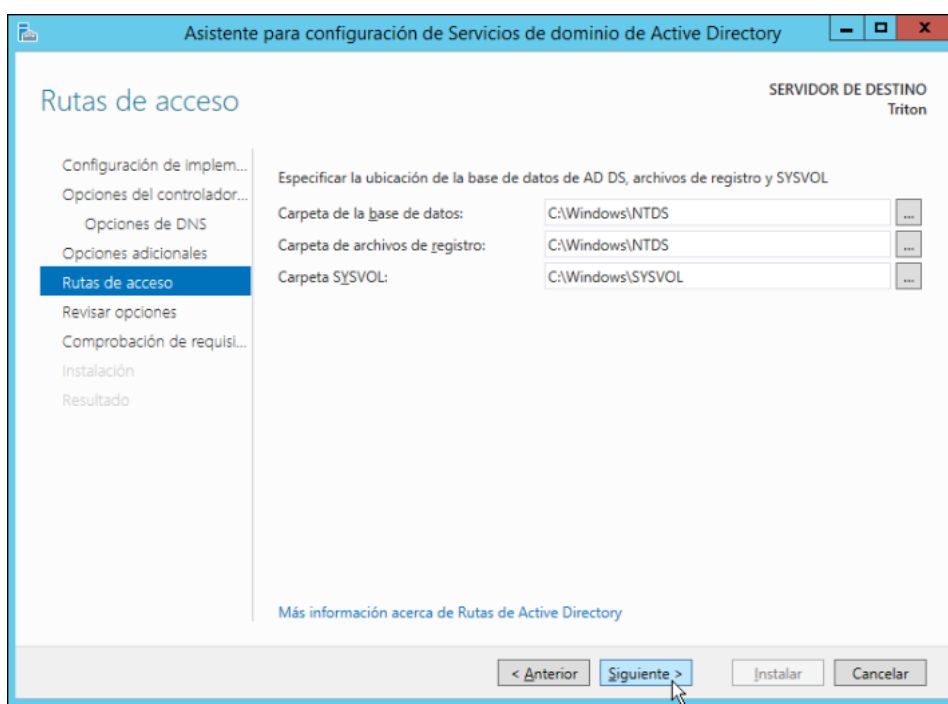 Asistente para configuración de Servicios de dominio de Active Directory
Rutas de acceso
SERVIDOR DE DESTINO
Triton
Configuración de implem...
Opciones del controlador...
Opciones de DNS
Opciones adicionales
Rutas de acceso
Revisar opciones
Comprobación de requisi...
Instalación
Resultado
Especificar la ubicación de la base de datos de AD DS, archivos de registro y SYSVOL
Carpeta de la base de datos: C:\Windows\NTDS ...
Carpeta de archivos de registro: C:\Windows\NTDS ...
Carpeta SYSVOL: C:\Windows\SYSVOL ...
Más información acerca de Rutas de Active Directory
< Anterior Siguiente > Instalar Cancelar